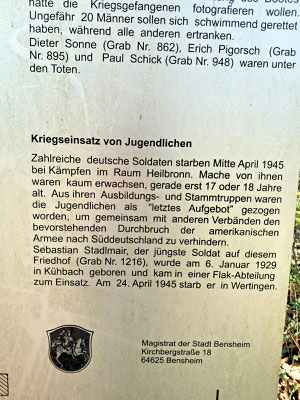 hatte die Kriegsgefangenen fotografieren wollen.
Ungefähr 20 Männer sollen sich schwimmend gerettet
haben, während alle anderen ertranken.
Dieter Sonne (Grab Nr. 862), Erich Pigorsch (Grab
Nr. 895) und Paul Schick (Grab Nr. 948) waren unter
den Toten.
Kriegseinsatz von Jugendlichen
Zahlreiche deutsche Soldaten starben Mitte April 1945
bei Kämpfen im Raum Heilbronn. Mache von ihnen
waren kaum erwachsen, gerade erst 17 oder 18 Jahre
alt. Aus ihren Ausbildungs- und Stammtruppen waren
die Jugendlichen als "letztes Aufgebot" gezogen
worden, um gemeinsam mit anderen Verbänden den
bevorstehenden Durchbruch der amerikanischen
Armee nach Süddeutschland zu verhindern.
Sebastian Stadlmair, der jüngste Soldat auf diesem
Friedhof (Grab Nr. 1216), wurde am 6. Januar 1929
in Kühbach geboren und kam in einer Flak-Abteilung
zum Einsatz. Am 24. April 1945 starb er in Wertingen.
Magistrat der Stadt Bensheim
Kirchbergstraße 18
64625 Bensheim